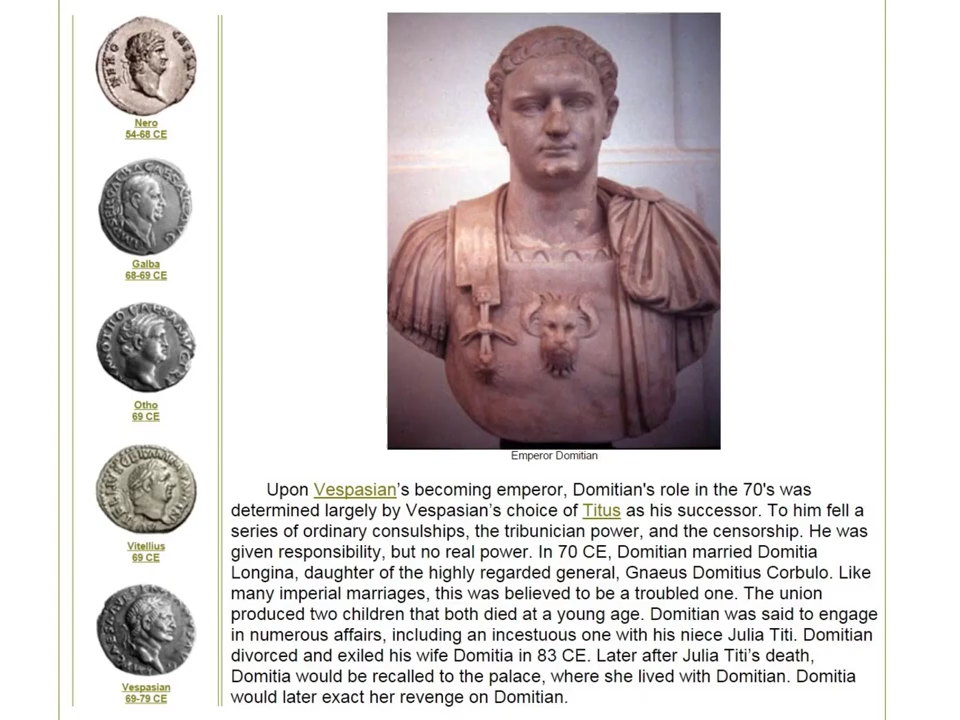 NERO CAESAR
Nero
54-68 CE
Galba
68-69 CE
Otho
69 CE
Vitellius
69 CE
Vespasian
69-79 CE
Emperor Domitian
Upon Vespasian’s becoming emperor, Domitian's role in the 70's was
determined largely by Vespasian’s choice of Titus as his successor. To him fell a
series of ordinary consulships, the tribunician power, and the censorship. He was
given responsibility, but no real power. In 70 CE, Domitian married Domitia
Longina, daughter of the highly regarded general, Gnaeus Domitius Corbulo. Like
many imperial marriages, this was believed to be a troubled one. The union
produced two children that both died at a young age. Domitian was said to engage
in numerous affairs, including an incestuous one with his niece Julia Titi. Domitian
divorced and exiled his wife Domitia in 83 CE. Later after Julia Titi’s death,
Domitia would be recalled to the palace, where she lived with Domitian. Domitia
would later exact her revenge on Domitian.